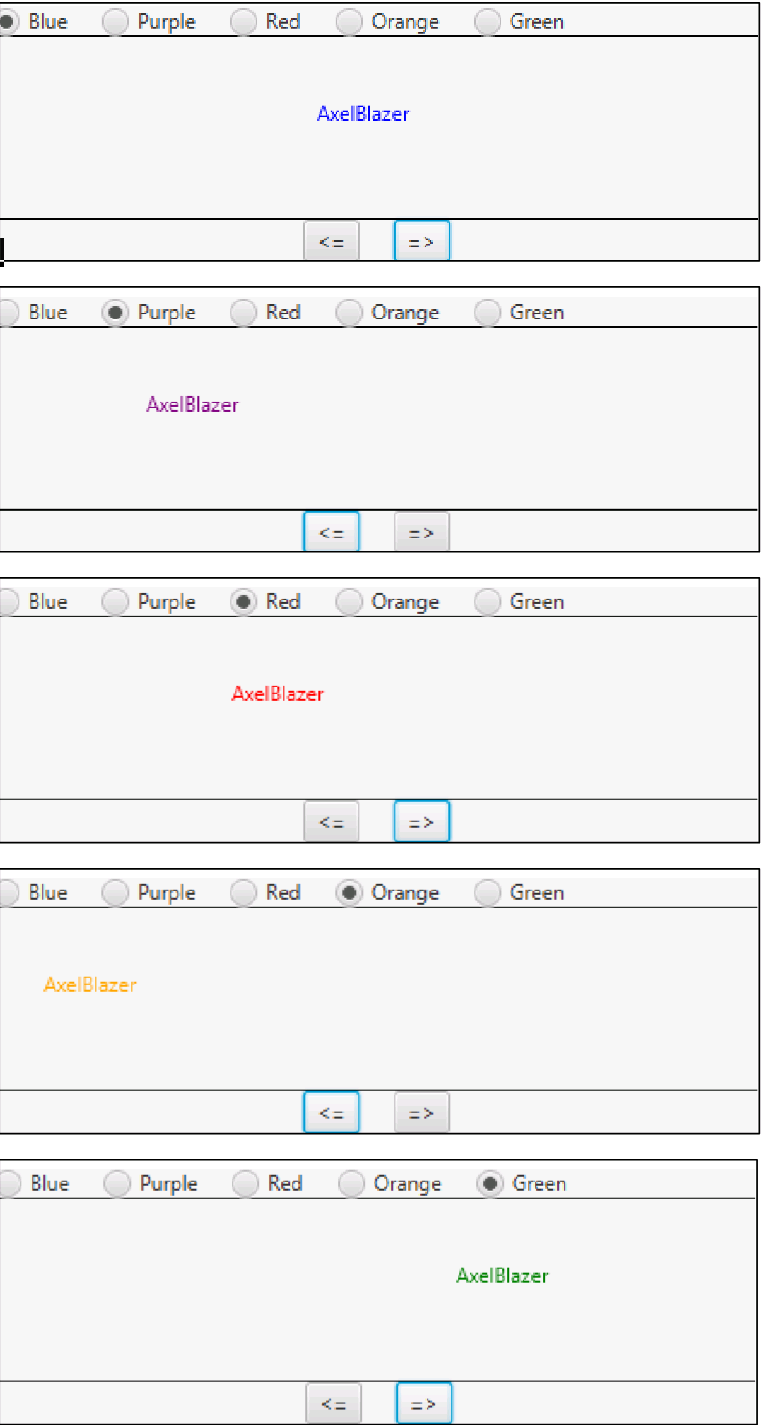 Blue Purple Red Orange Green
AxelBlazer
<= =>
Blue Purple Red Orange Green
AxelBlazer
<= =>
Blue Purple Red Orange Green
AxelBlazer
<= =>
Blue Purple Red Orange Green
AxelBlazer
<= =>
Blue Purple Red Orange Green
AxelBlazer
<= =>